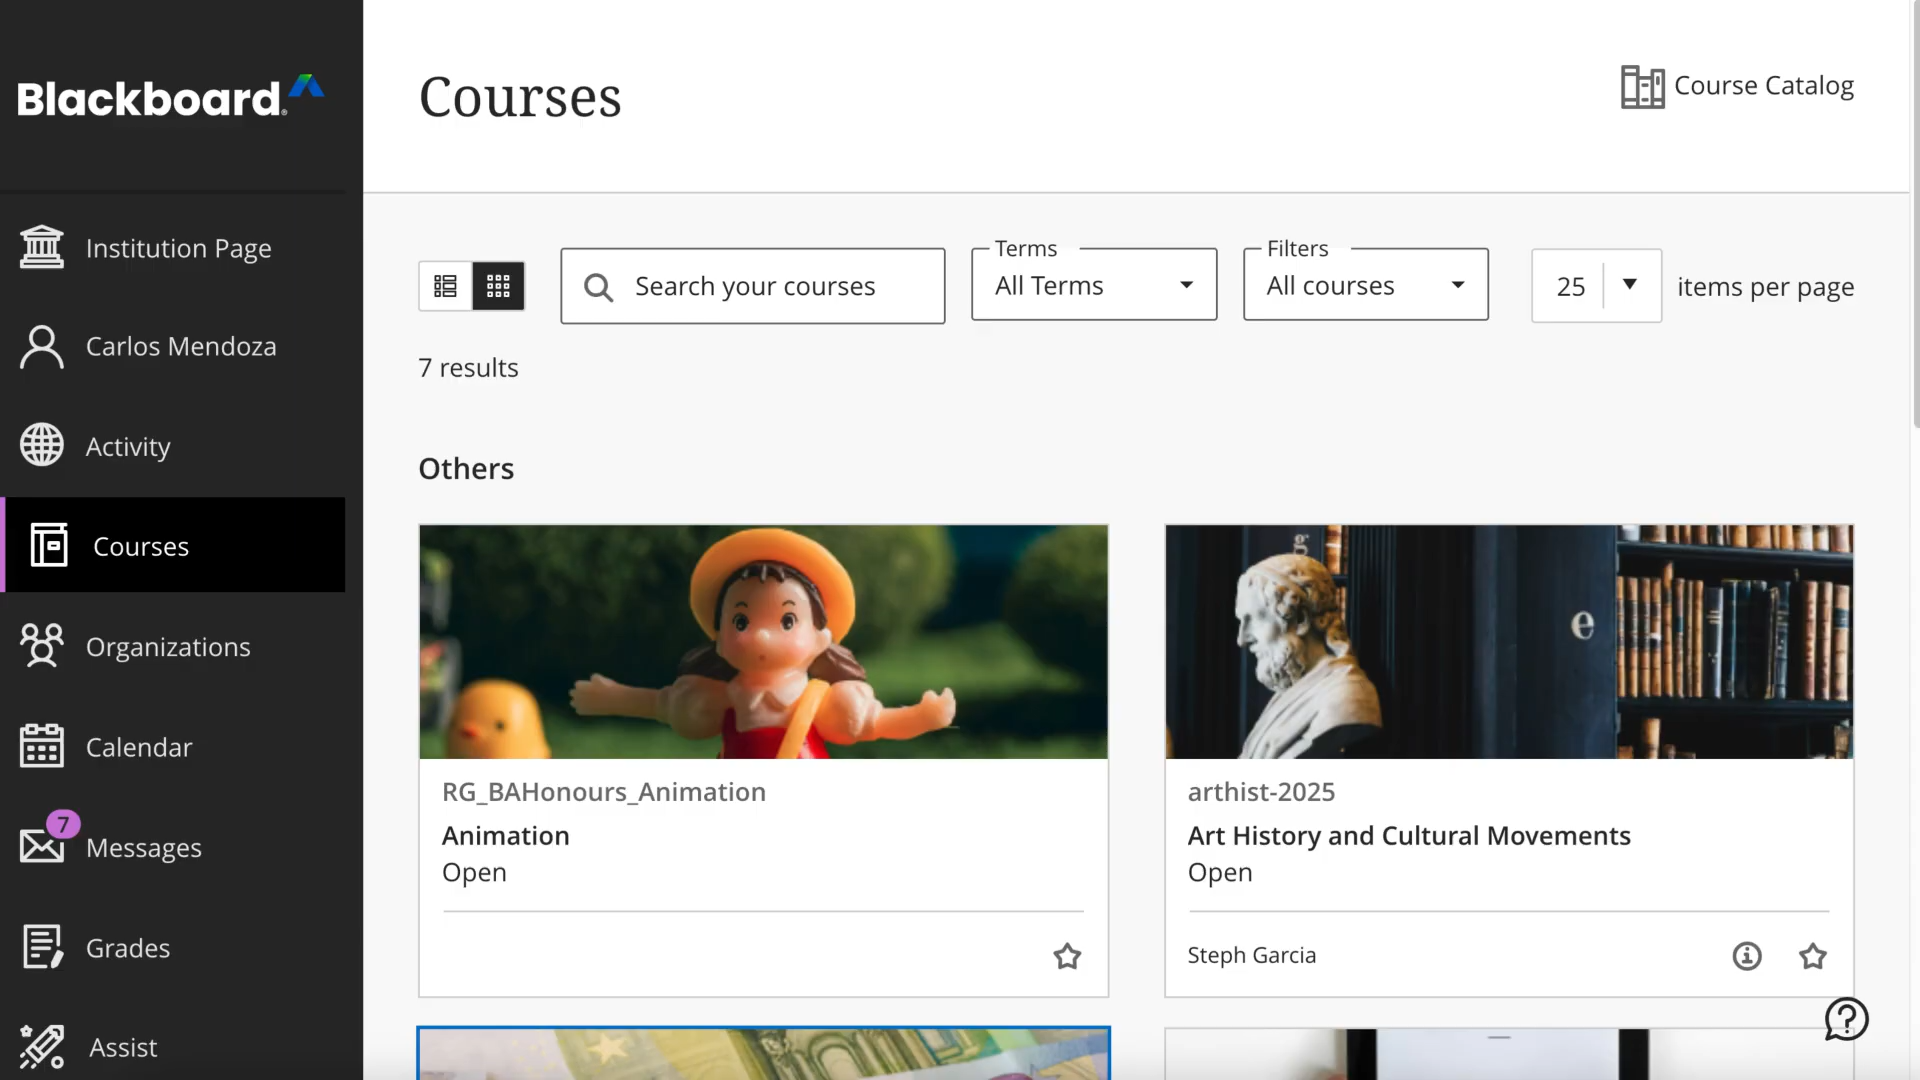 Blackboard
Institution Page
Carlos Mendoza
Activity
Courses
Organizations
Calendar
7
Messages
Grades
Assist
Courses
Course Catalog
Search your courses
Terms
All Terms
Filters
All courses
25
items per page
7 results
Others
RG_BAHonours_Animation
Animation
Open
g
e
arthist-2025
Art History and Cultural Movements
Open
Steph Garcia